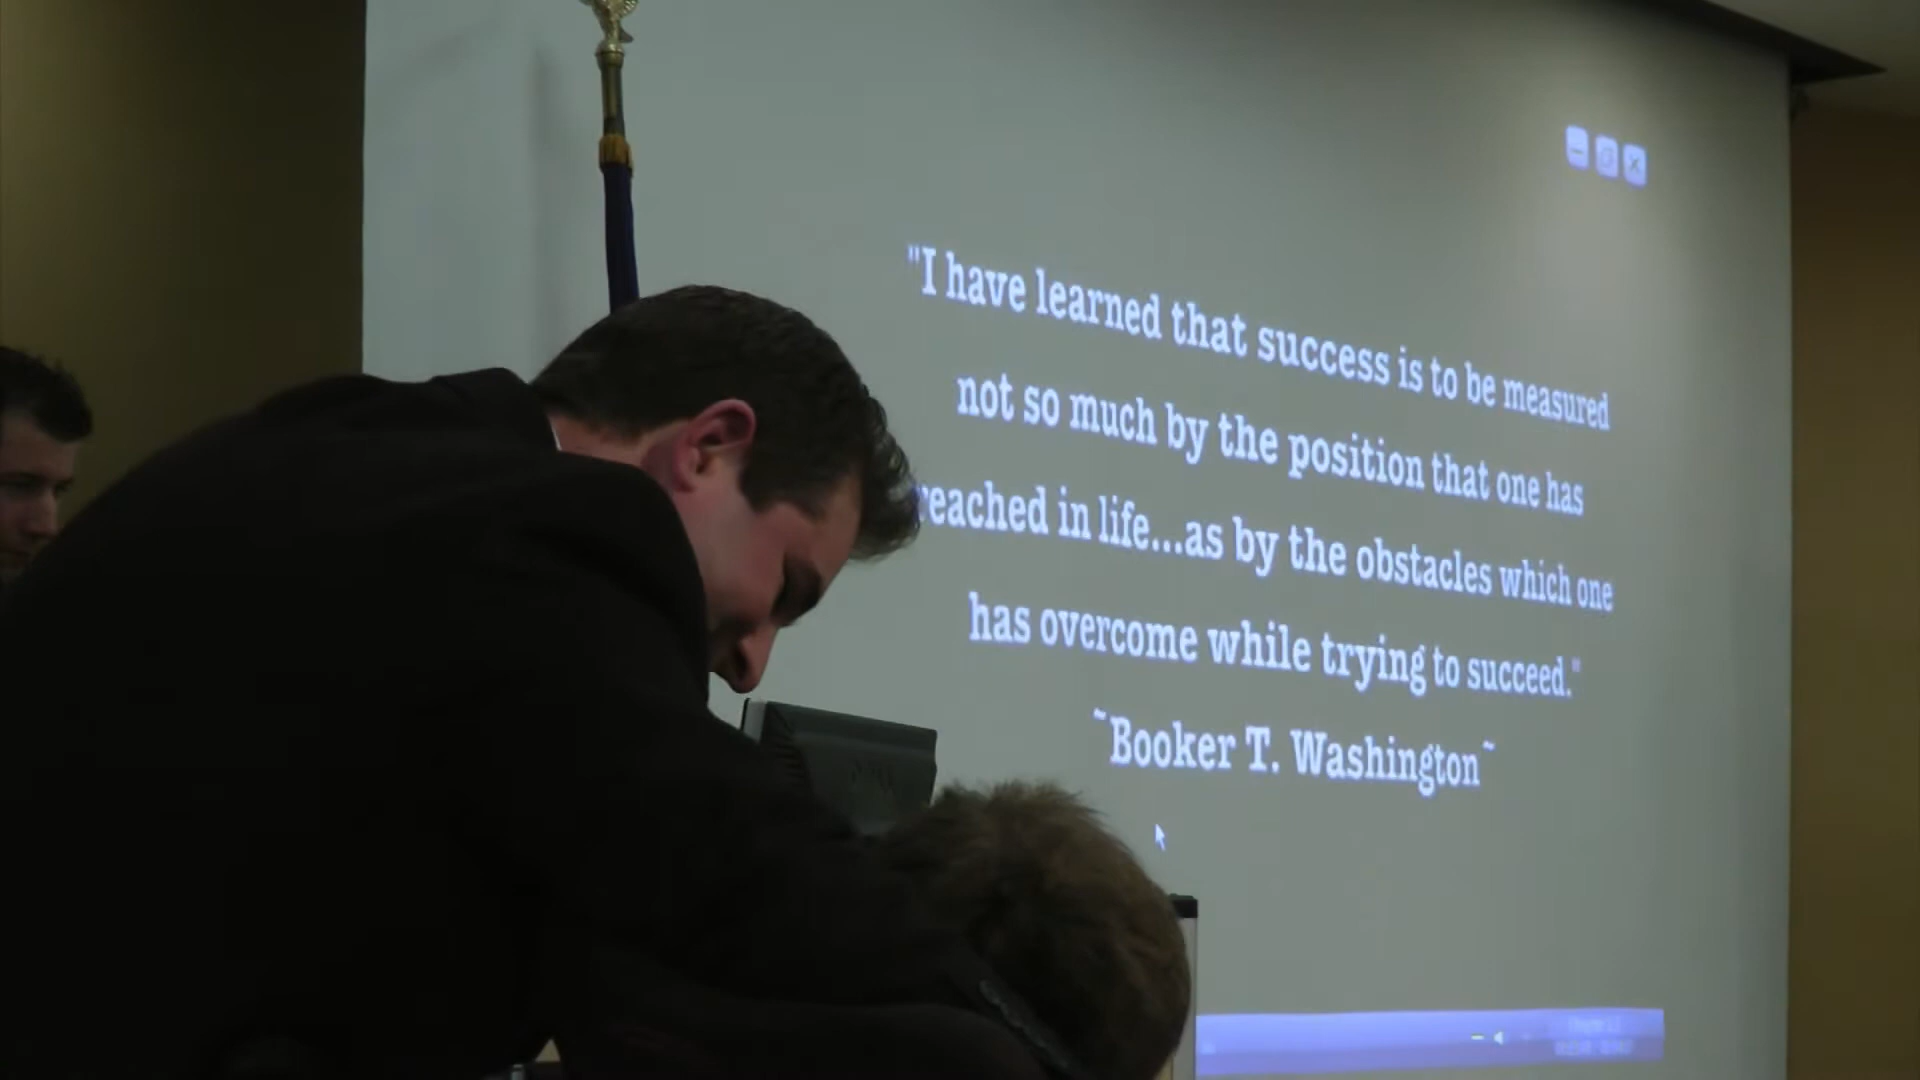 "I have learned that success is to be measured
not so much by the position that one has
reached in life...as by the obstacles which one
has overcome while trying to succeed."
~Booker T. Washington~